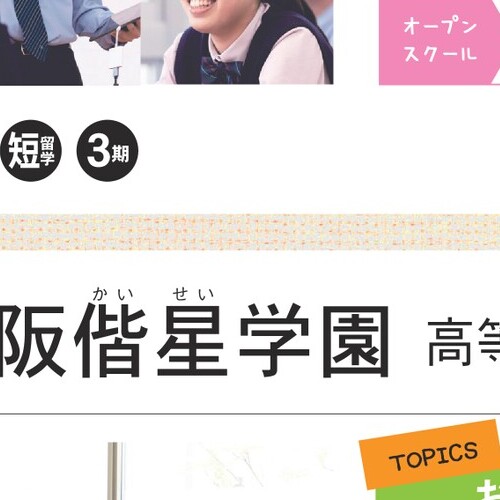 オープン
スクール
短留学 3期
かいせい
阪偕星学園 高等
TOPICS